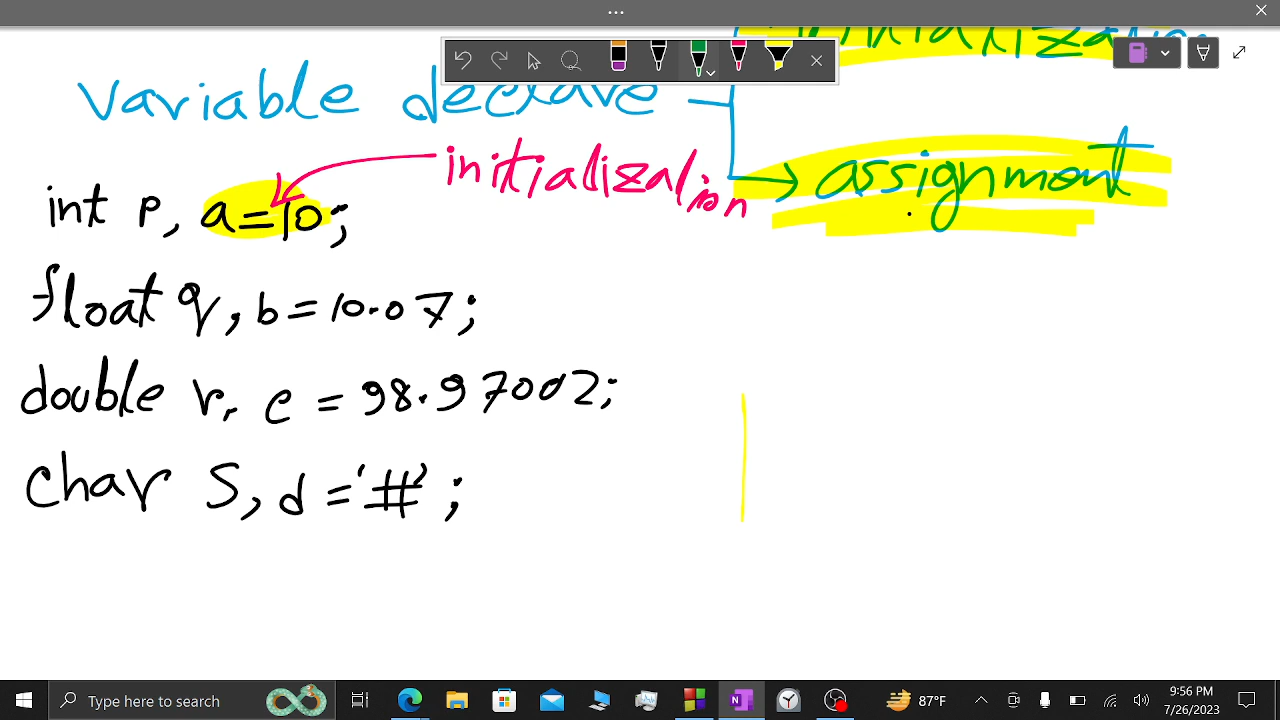 initialization
variable declare
assignment
initialization
int p, a=10;
float q, b=10.07;
double r, c=98.97002;
char s, d='#';
Type here to search
87°F
9:56 PM
7/26/2023